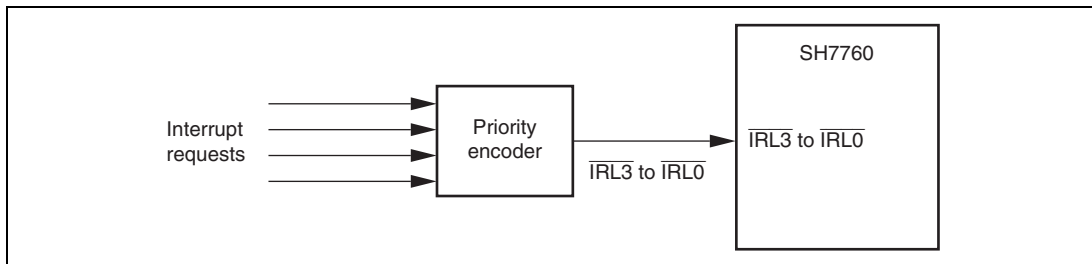 Interrupt
requests
Priority
encoder
IRL3 to IRL0
SH7760
IRL3 to IRL0